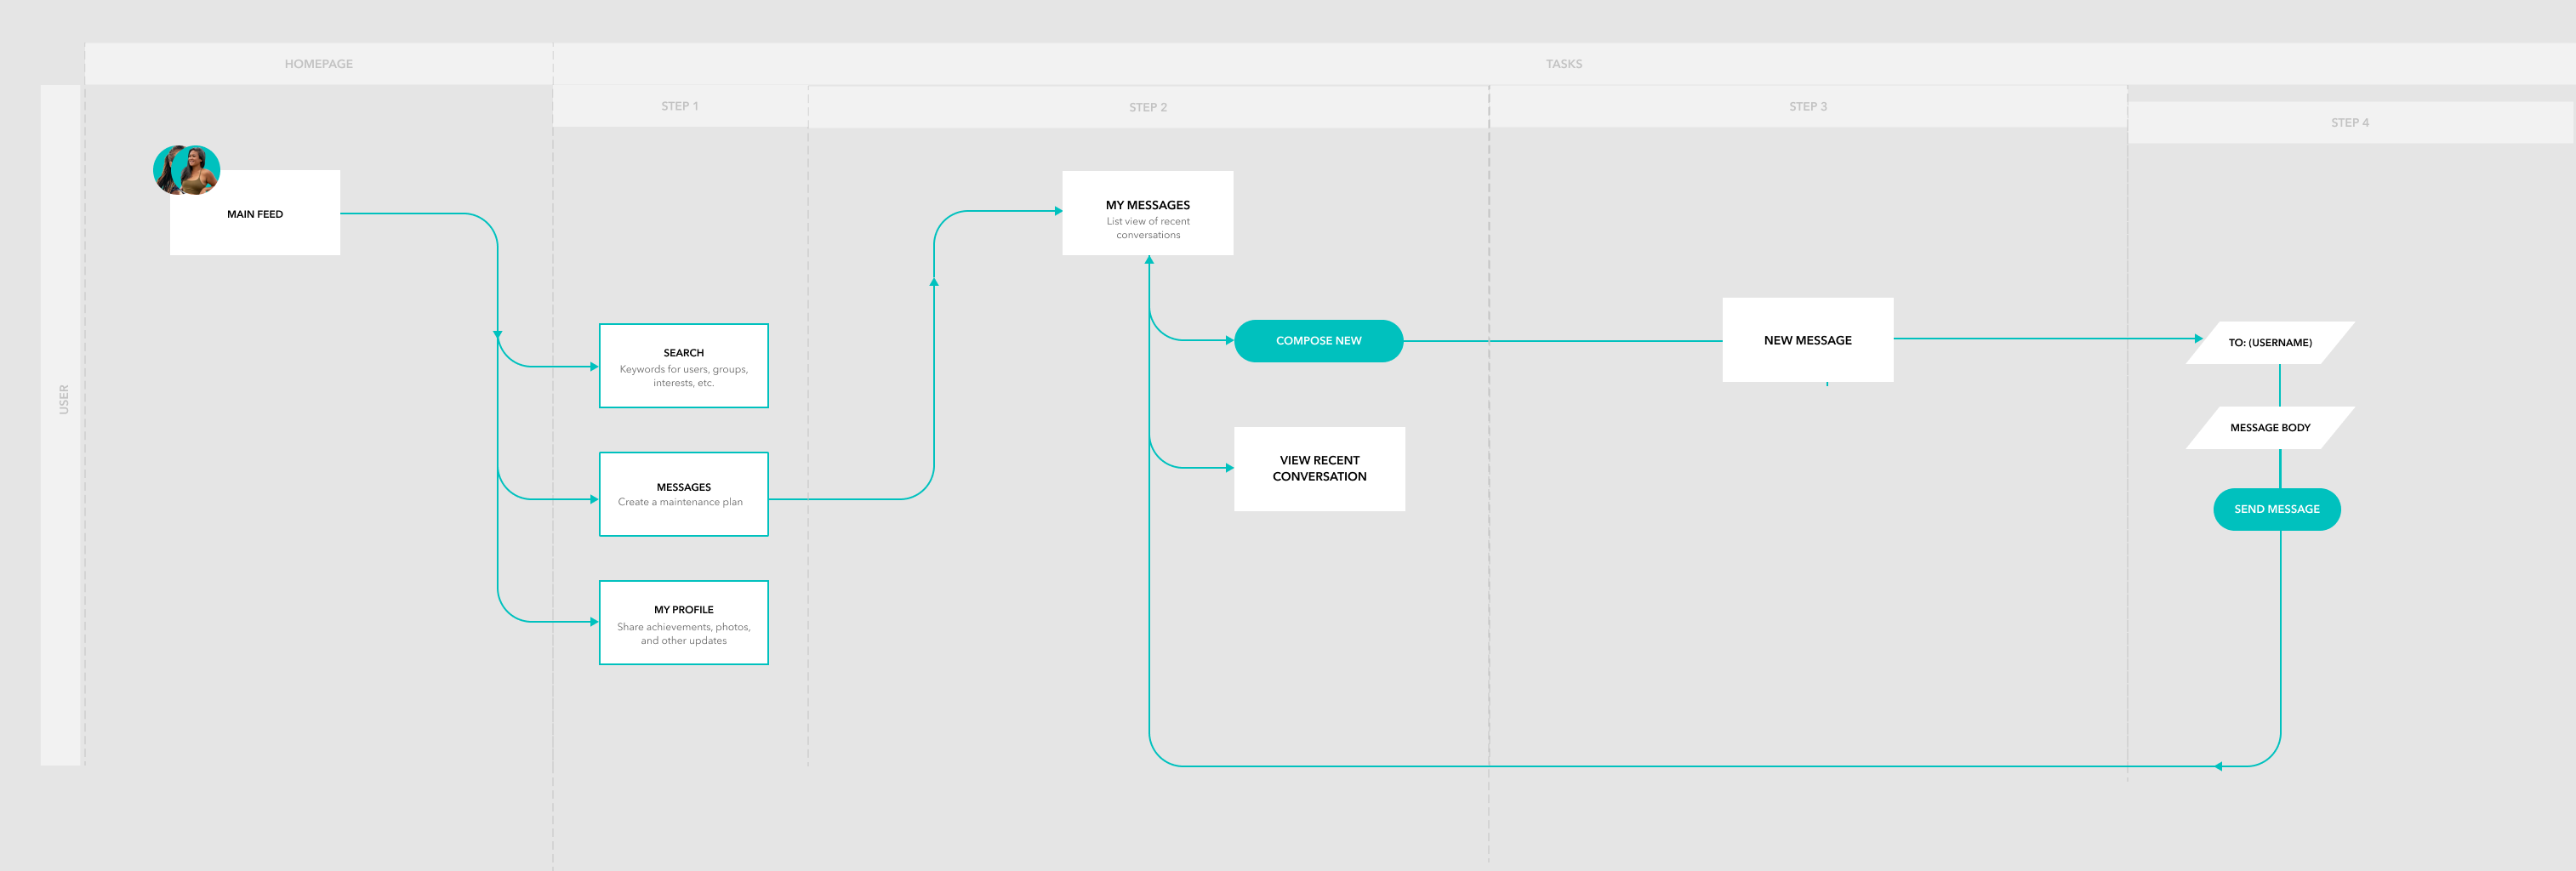 HOMEPAGE
TASKS
STEP 1
STEP 2
STEP 3
STEP 4
USER
MAIN FEED
SEARCH
Keywords for users, groups,
interests, etc.
MESSAGES
Create a maintenance plan
MY PROFILE
Share achievements, photos,
and other updates
MY MESSAGES
List view of recent
conversations
COMPOSE NEW
VIEW RECENT
CONVERSATION
NEW MESSAGE
TO: (USERNAME)
MESSAGE BODY
SEND MESSAGE